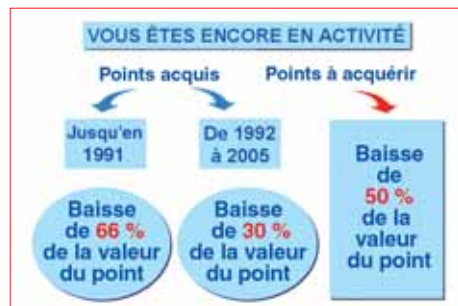 VOUS ÊTES ENCORE EN ACTIVITÉ
Points acquis
Points à acquérir
Jusqu'en
1991
De 1992
à 2005
Baisse
de 66 %
de la valeur
du point
Baisse
de 30 %
de la valeur
du point
Baisse
de
50 %
de la
valeur
du point